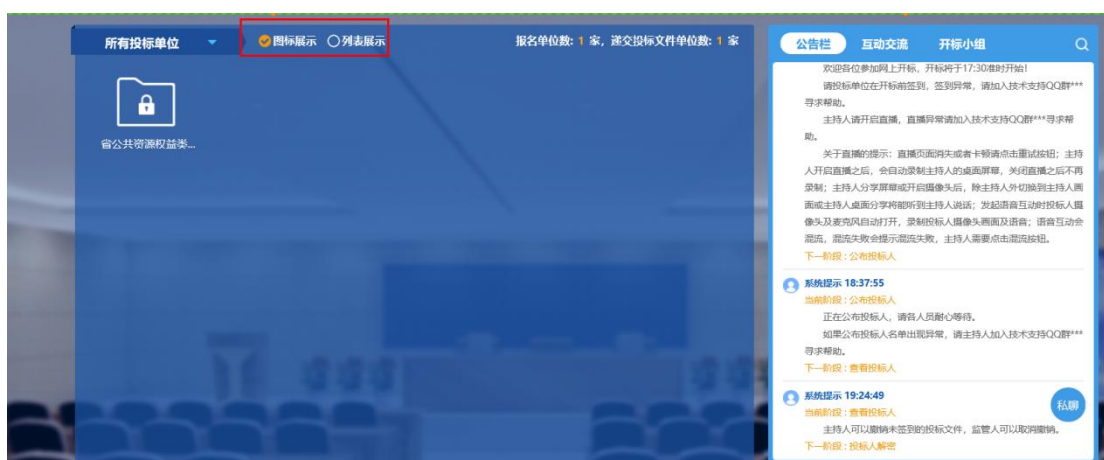 所有投标单位
图标展示 列表展示
报名单位数: 1 家, 递交投标文件单位数: 1 家
省公共资源权益类...
公告栏 互动交流 开标小组
欢迎各位参加网上开标, 开标将于17:30准时开始!
请投标单位在开标前签到, 签到异常, 请加入技术支持QQ群***
寻求帮助。
主持人请开启直播, 直播异常请加入技术支持QQ群***寻求帮
助。
关于直播的提示: 直播页面消失或者卡顿请点击重试按钮; 主持
人开启直播之后, 会自动录制主持人的桌面屏幕, 关闭直播之后不再
录制; 主持人分享屏幕或开启摄像头后, 除主持人外切换到主持人画
面或主持人桌面分享将能听到主持人说话; 发起语音互动时投标人摄
像头及麦克风自动打开, 录制投标人摄像头画面及语音; 语音互动会
混流, 混流失败会提示混流失败, 主持人需要点击混流按钮。
下一阶段 : 公布投标人
系统提示 18:37:55
当前阶段 : 公布投标人
正在公布投标人, 请各人员耐心等待。
如果公布投标人名单出现异常, 请主持人加入技术支持QQ群***
寻求帮助。
下一阶段 : 查看投标人
系统提示 19:24:49
当前阶段 : 查看投标人
主持人可以撤销未签到的投标文件, 监管人可以取消撤销。
下一阶段 : 投标人解密
私聊